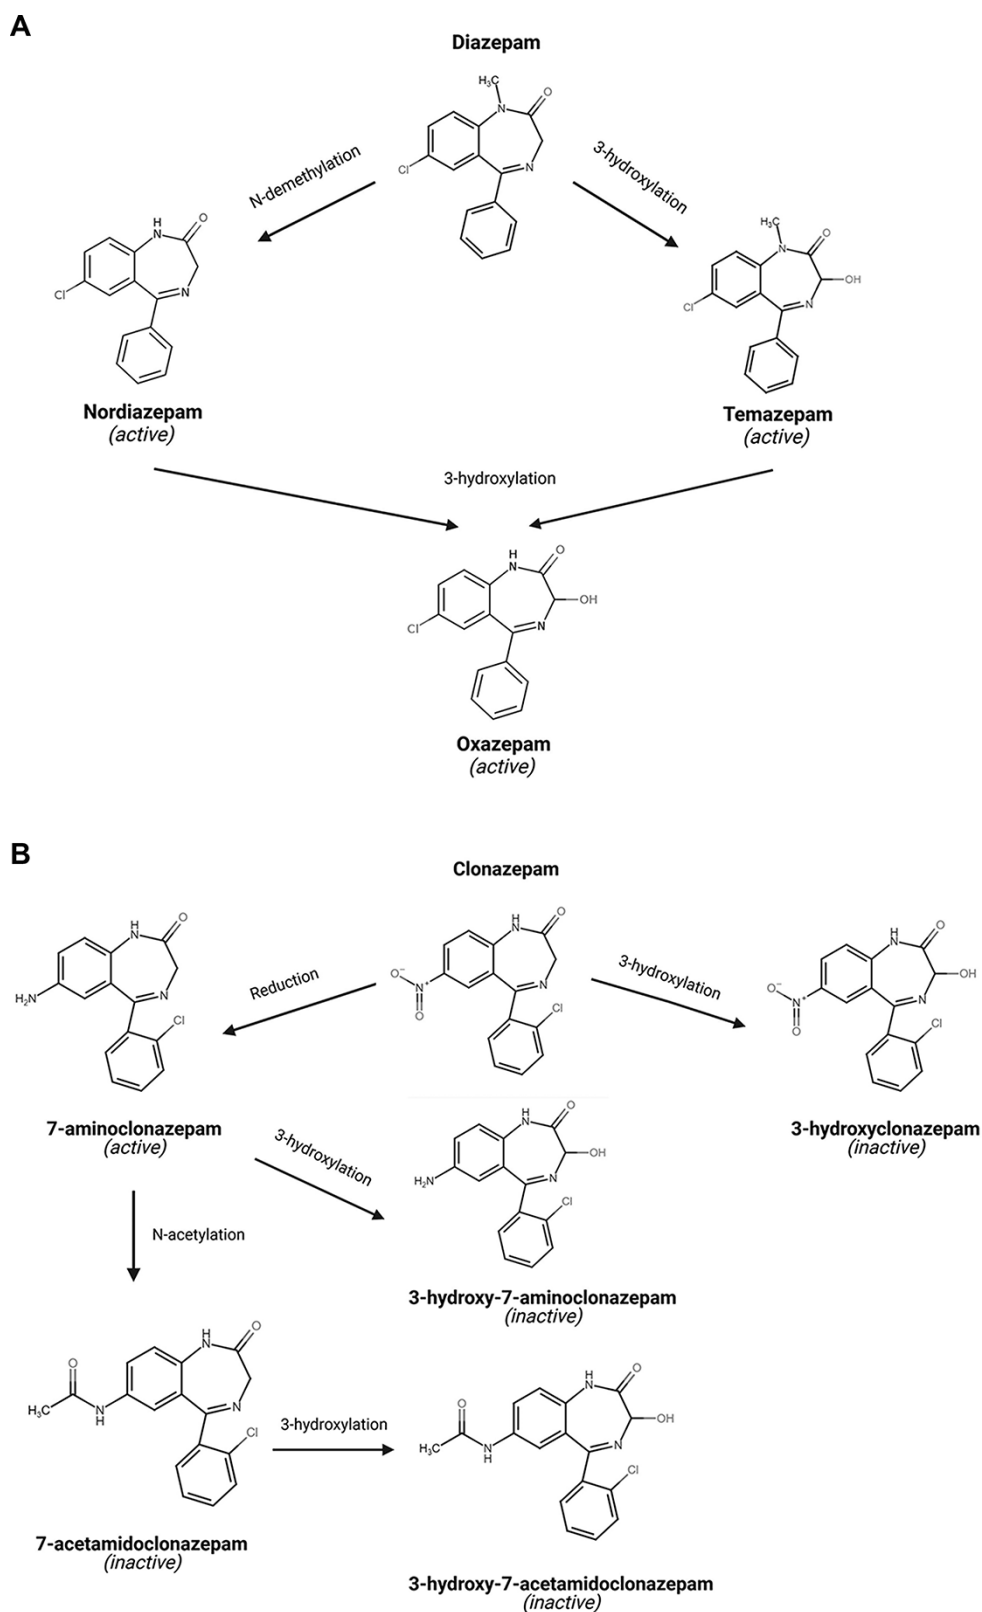 A
Diazepam
H₃C
N
O
N
Cl
N-demethylation
3-hydroxylation
H
N
O
N
Cl
H₃C
N
O
OH
N
Cl
Nordiazepam
(active)
Temazepam
(active)
3-hydroxylation
H
N
O
OH
N
Cl
Oxazepam
(active)
B
Clonazepam
H
N
O
N
H₂N
Cl
Reduction
H
N
O
N
O⁻
N⁺
O
Cl
3-hydroxylation
H
N
O
OH
N
O⁻
N⁺
O
Cl
7-aminoclonazepam
(active)
3-hydroxyclonazepam
(inactive)
3-hydroxylation
H
N
O
OH
N
H₂N
Cl
N-acetylation
3-hydroxy-7-aminoclonazepam
(inactive)
H
N
O
N
O
H₃C
N
H
Cl
3-hydroxylation
H
N
O
OH
N
O
H₃C
N
H
Cl
7-acetamidoclonazepam
(inactive)
3-hydroxy-7-acetamidoclonazepam
(inactive)